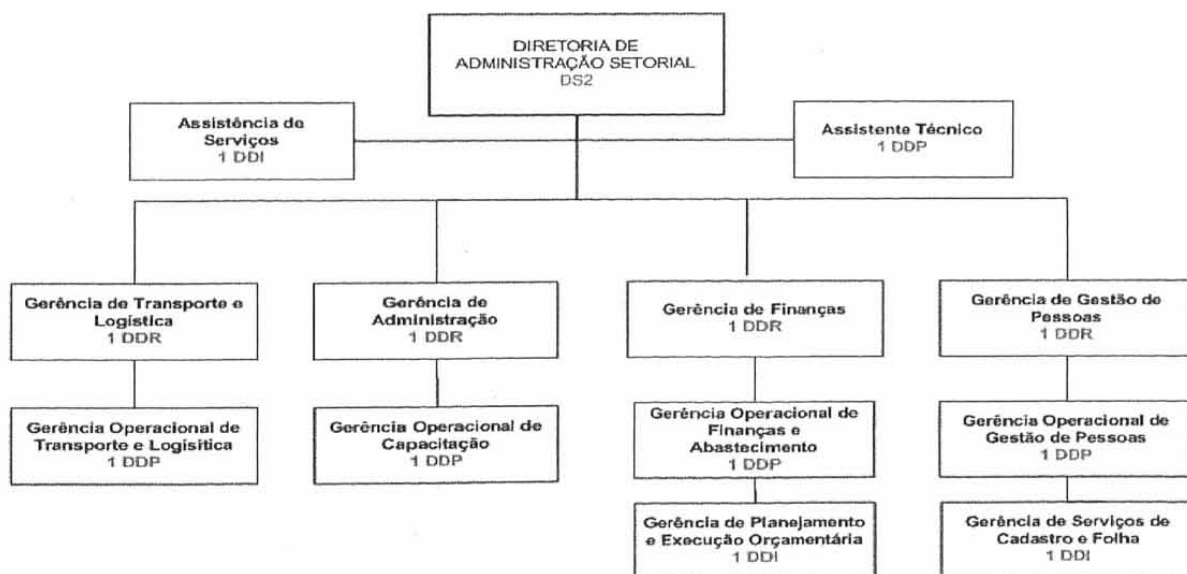 DIRETORIA DE
ADMINISTRAÇÃO SETORIAL
DS2
Assistência de
Serviços
1 DDI
Assistente Técnico
1 DDP
Gerência de Transporte e
Logística
1 DDR
Gerência de
Administração
1 DDR
Gerência de Finanças
1 DDR
Gerência de Gestão de
Pessoas
1 DDR
Gerência Operacional de
Transporte e Logisitica
1 DDP
Gerência Operacional de
Capacitação
1 DDP
Gerência Operacional de
Finanças e
Abastecimento
1 DDP
Gerência Operacional de
Gestão de Pessoas
1 DDP
Gerência de Planejamento
e Execução Orçamentária
1 DDI
Gerência de Serviços de
Cadastro e Folha
1 DDI